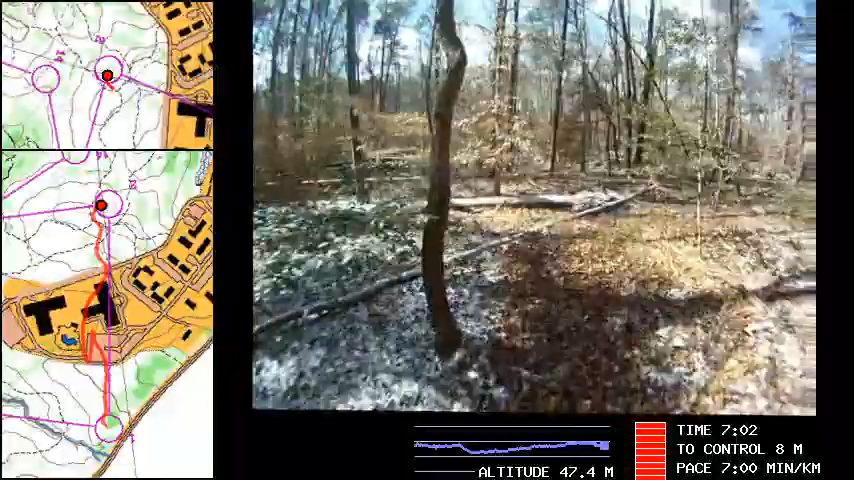 TIME 7:02
TO CONTROL 8 M
ALTITUDE 47.4 M
PACE 7:00 MIN/KM